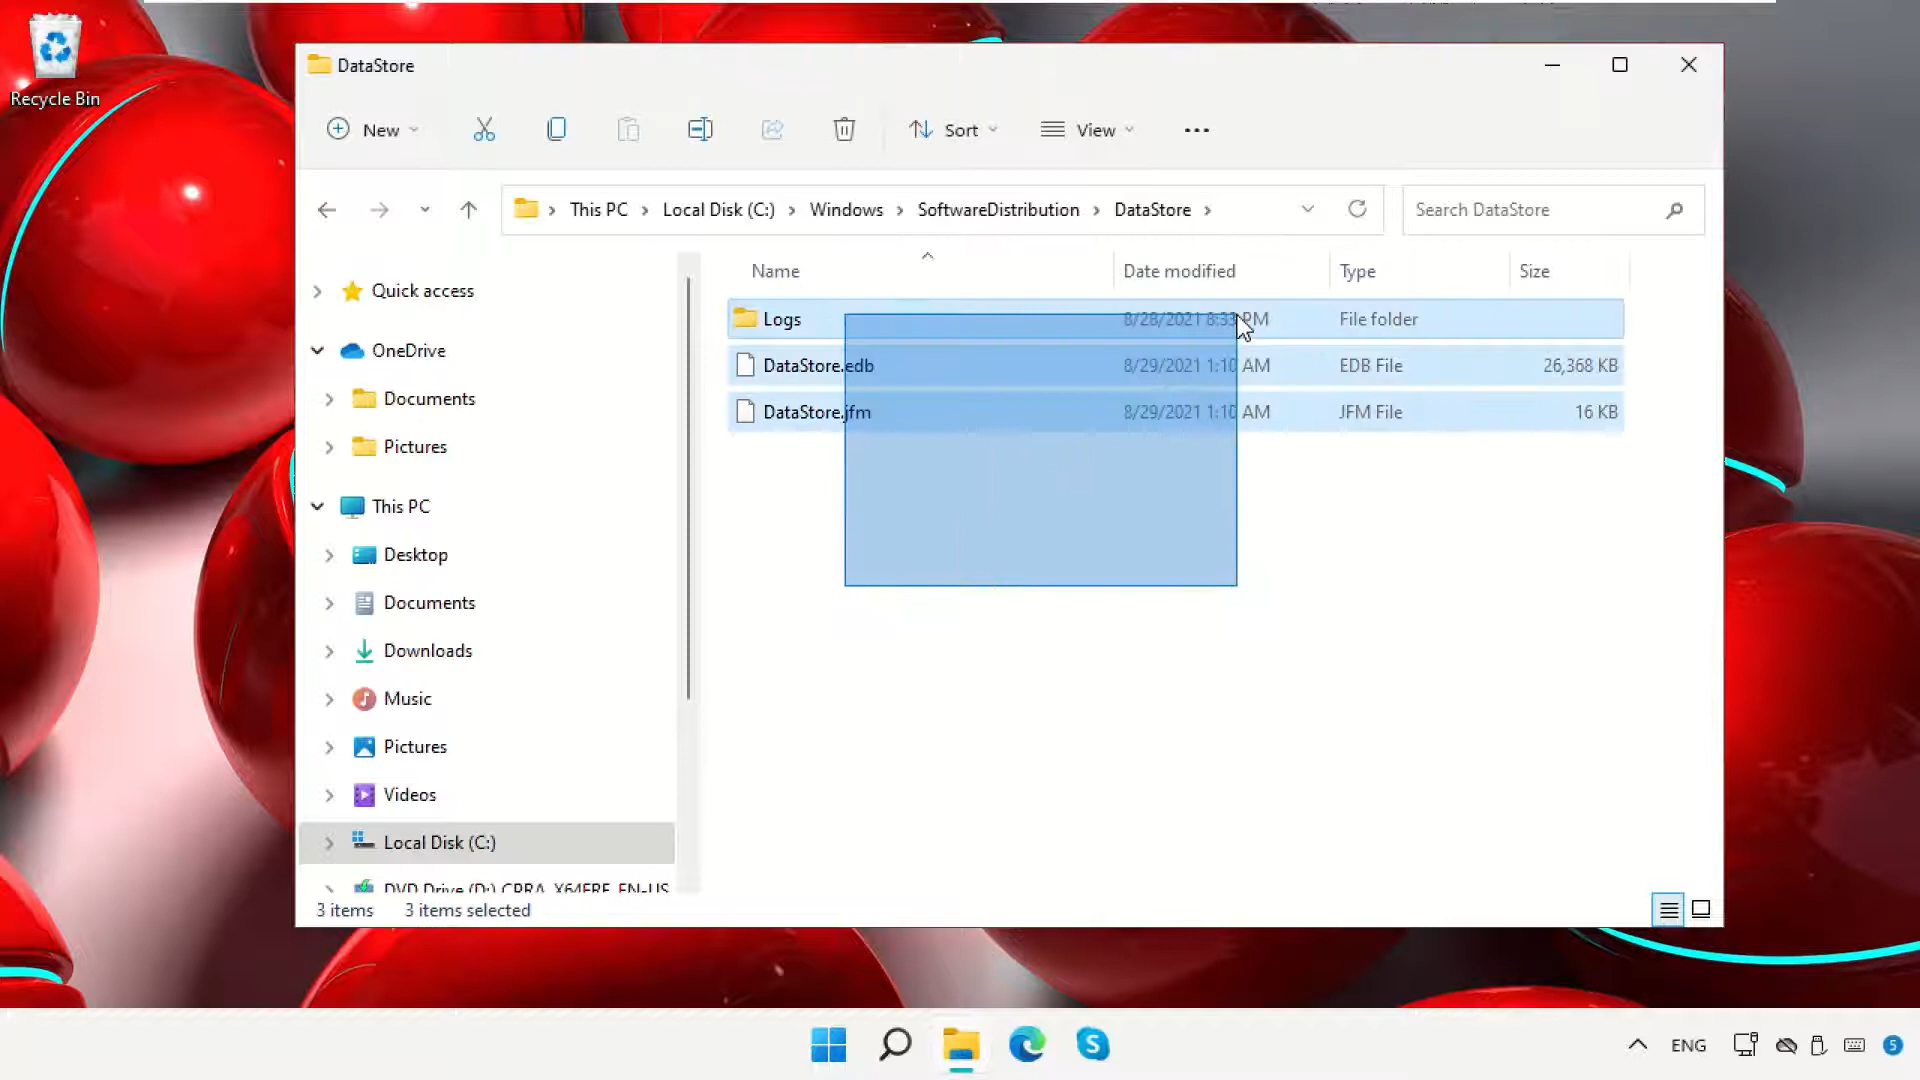 Recycle Bin
DataStore
New
Sort
View
This PC
Local Disk (C:)
Windows
SoftwareDistribution
DataStore
Search DataStore
Name
Date modified
Type
Size
Quick access
OneDrive
Documents
Pictures
This PC
Desktop
Documents
Downloads
Music
Pictures
Videos
Local Disk (C:)
DVD Drive (D:) CPRA_X64FRE_EN-US
Logs 8/28/2021 8:33 PM File folder
DataStore.edb 8/29/2021 1:10 AM EDB File 26,368 KB
DataStore.jfm 8/29/2021 1:10 AM JFM File 16 KB
3 items 3 items selected
ENG
5